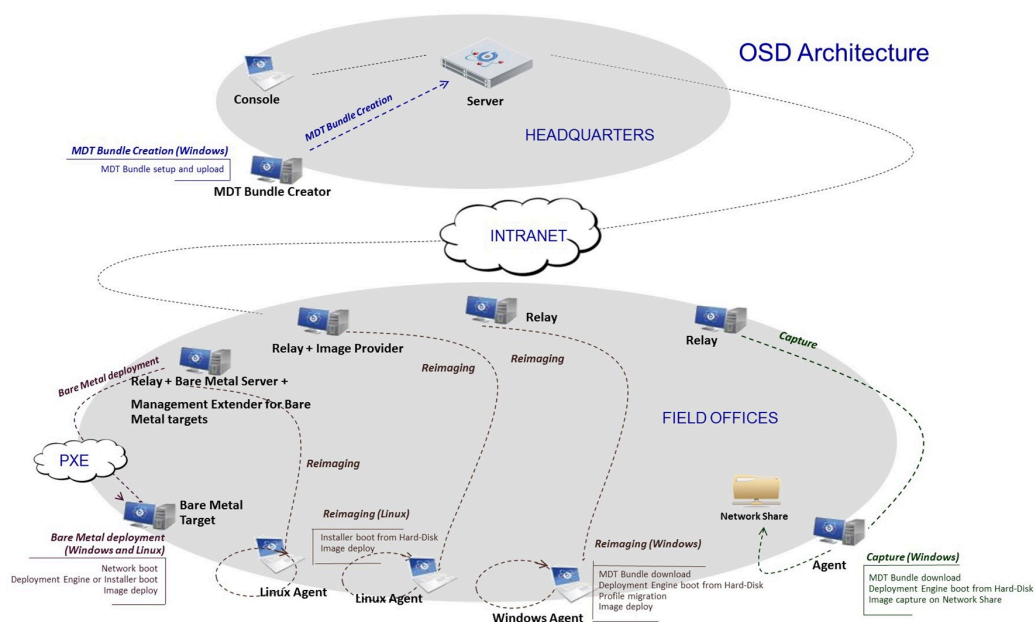 OSD Architecture
Console
Server
MDT Bundle Creation
HEADQUARTERS
MDT Bundle Creation (Windows)
MDT Bundle setup and upload
MDT Bundle Creator
INTRANET
Relay
Relay
Relay + Image Provider
Capture
Reimaging
Reimaging
Bare Metal deployment
Relay + Bare Metal Server +
Management Extender for Bare
Metal targets
FIELD OFFICES
PXE
Reimaging
Bare Metal
Target
Network Share
Reimaging (Linux)
Installer boot from Hard-Disk
Image deploy
Bare Metal deployment
(Windows and Linux)
Network boot
Deployment Engine or Installer boot
Image deploy
Linux Agent
Linux Agent
Reimaging (Windows)
MDT Bundle download
Deployment Engine boot from Hard-Disk
Profile migration
Image deploy
Windows Agent
Agent
Capture (Windows)
MDT Bundle download
Deployment Engine boot from Hard-Disk
Image capture on Network Share